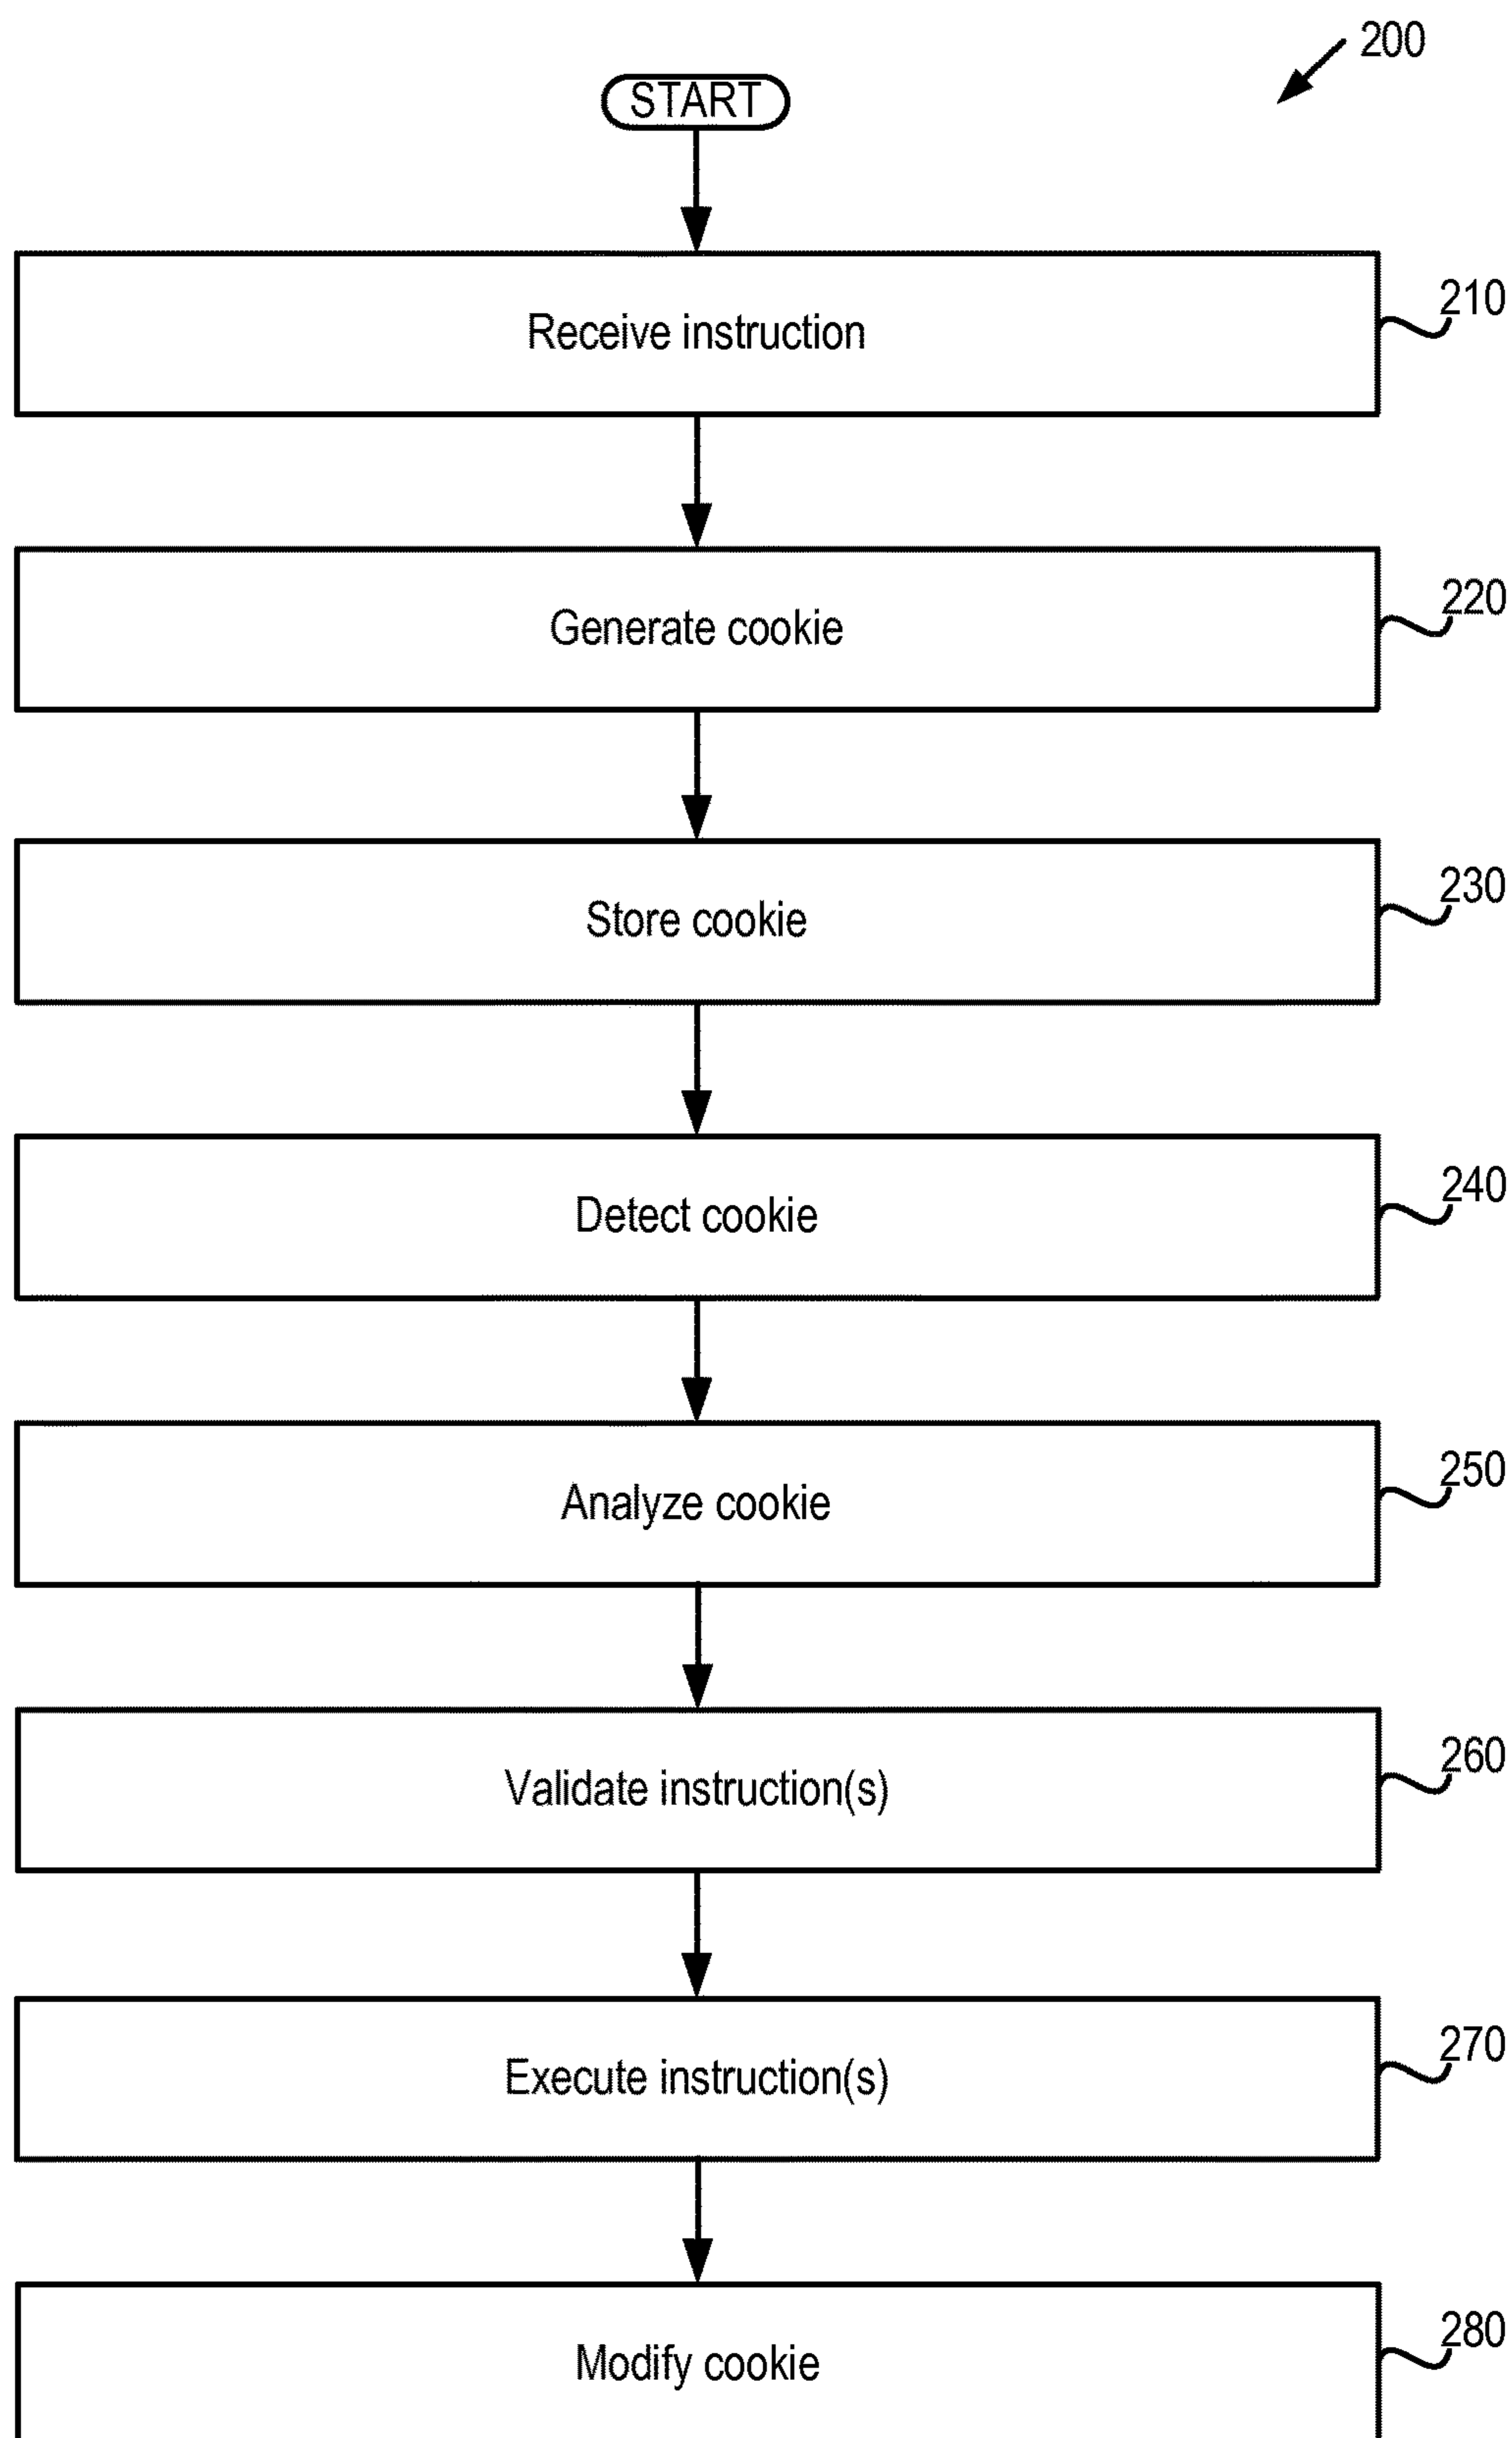 200
START
Receive instruction
210
Generate cookie
220
Store cookie
230
Detect cookie
240
Analyze cookie
250
Validate instruction(s)
260
Execute instruction(s)
270
Modify cookie
280